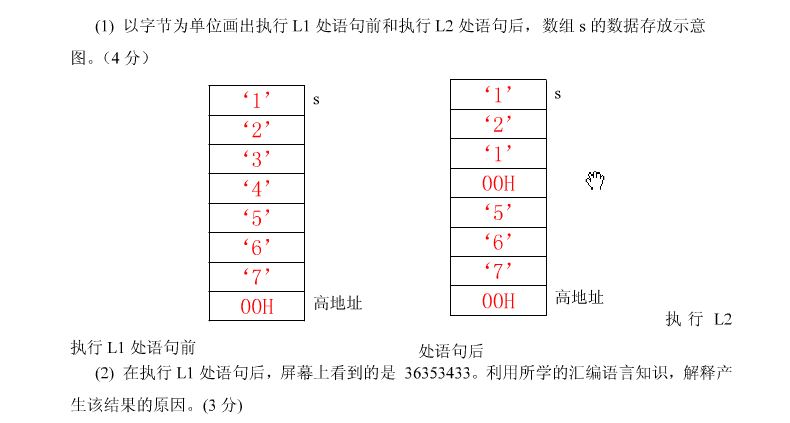 (1) 以字节为单位画出执行 L1 处语句前和执行 L2 处语句后，数组 s 的数据存放示意
图。（4 分）
‘1’ s
‘2’
‘3’
‘4’
‘5’
‘6’
‘7’
00H 高地址
‘1’ s
‘2’
‘1’
00H
‘5’
‘6’
‘7’
00H 高地址
执 行 L2
执行 L1 处语句前
处语句后
(2) 在执行 L1 处语句后，屏幕上看到的是 36353433。利用所学的汇编语言知识，解释产
生该结果的原因。(3 分)